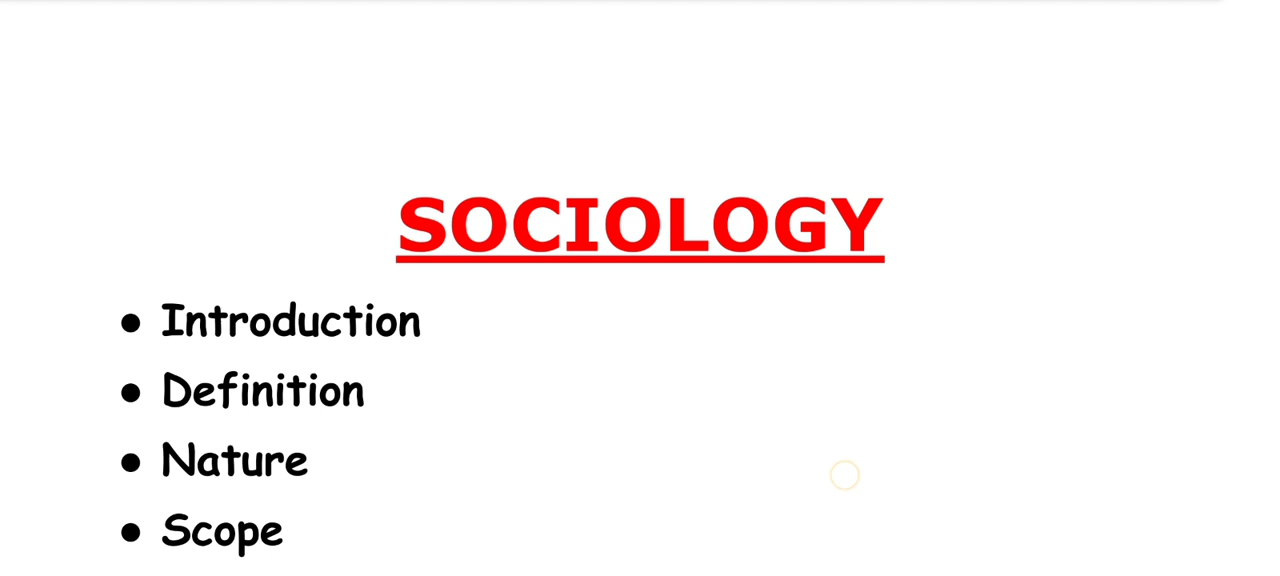 SOCIOLOGY
● Introduction
● Definition
● Nature
● Scope